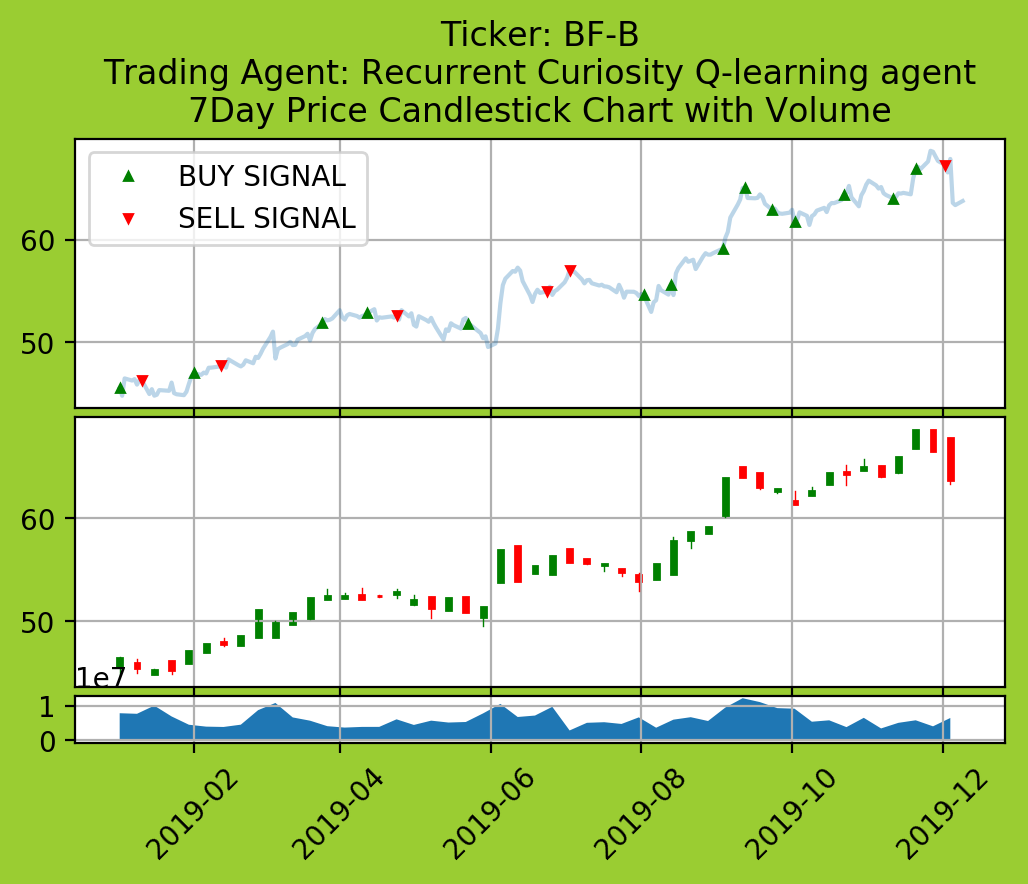 Ticker: BF-B
Trading Agent: Recurrent Curiosity Q-learning agent
7Day Price Candlestick Chart with Volume
BUY SIGNAL
SELL SIGNAL
60
50
60
50
1e7
1
0
2019-02
2019-04
2019-06
2019-08
2019-10
2019-12